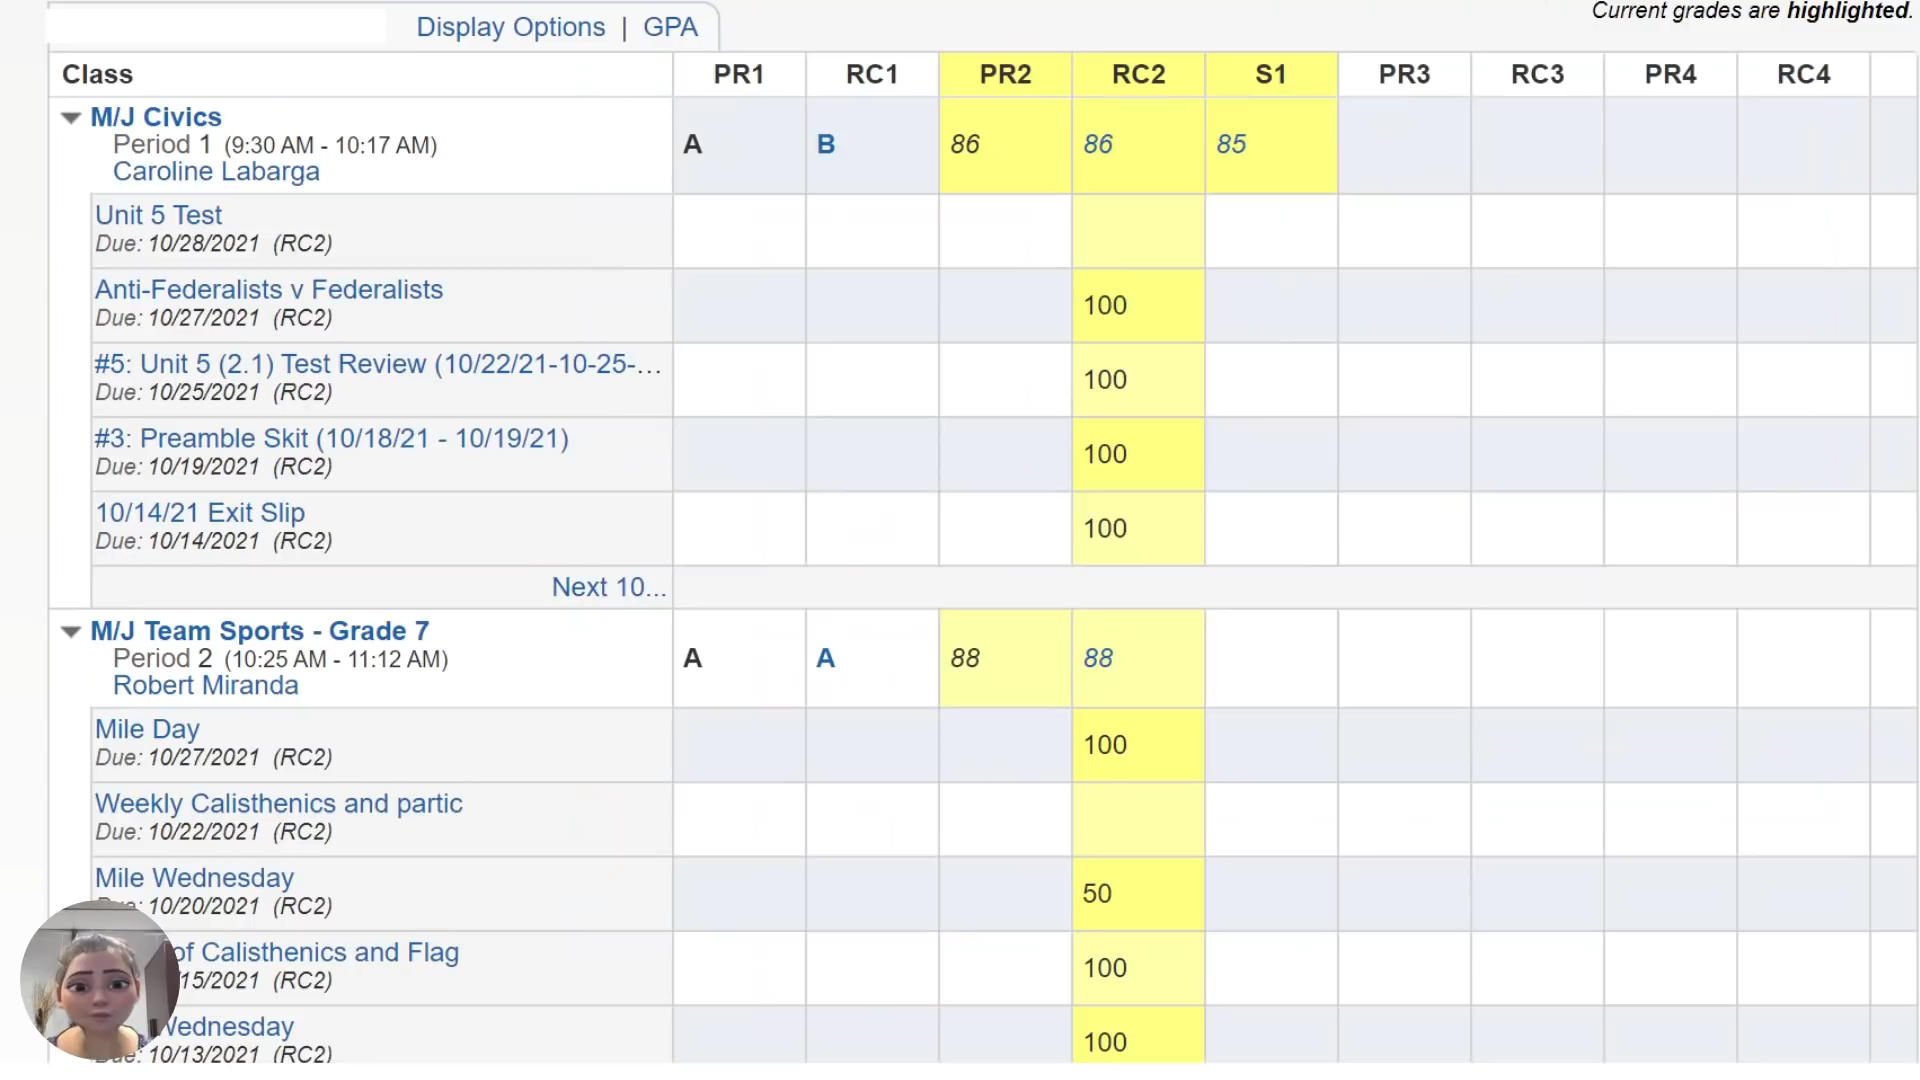 Current grades are highlighted.
Display Options | GPA
Class PR1 RC1 PR2 RC2 S1 PR3 RC3 PR4 RC4
M/J Civics
Period 1 (9:30 AM - 10:17 AM) A B 86 86 85
Caroline Labarga
Unit 5 Test
Due: 10/28/2021 (RC2)
Anti-Federalists v Federalists
Due: 10/27/2021 (RC2) 100
#5: Unit 5 (2.1) Test Review (10/22/21-10-25-...
Due: 10/25/2021 (RC2) 100
#3: Preamble Skit (10/18/21 - 10/19/21)
Due: 10/19/2021 (RC2) 100
10/14/21 Exit Slip
Due: 10/14/2021 (RC2) 100
Next 10...
M/J Team Sports - Grade 7
Period 2 (10:25 AM - 11:12 AM) A A 88 88
Robert Miranda
Mile Day
Due: 10/27/2021 (RC2) 100
Weekly Calisthenics and partic
Due: 10/22/2021 (RC2)
Mile Wednesday
Due: 10/20/2021 (RC2) 50
of Calisthenics and Flag
15/2021 (RC2) 100
Wednesday
10/13/2021 (RC2) 100